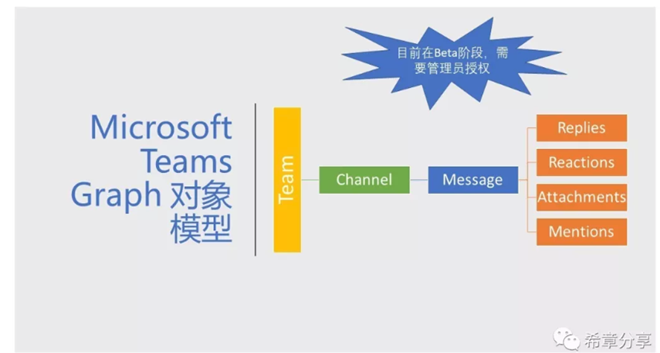 目前在Beta阶段，需
要管理员授权
Microsoft
Teams
Graph 对象
模型
Team
Channel
Message
Replies
Reactions
Attachments
Mentions
希章分享